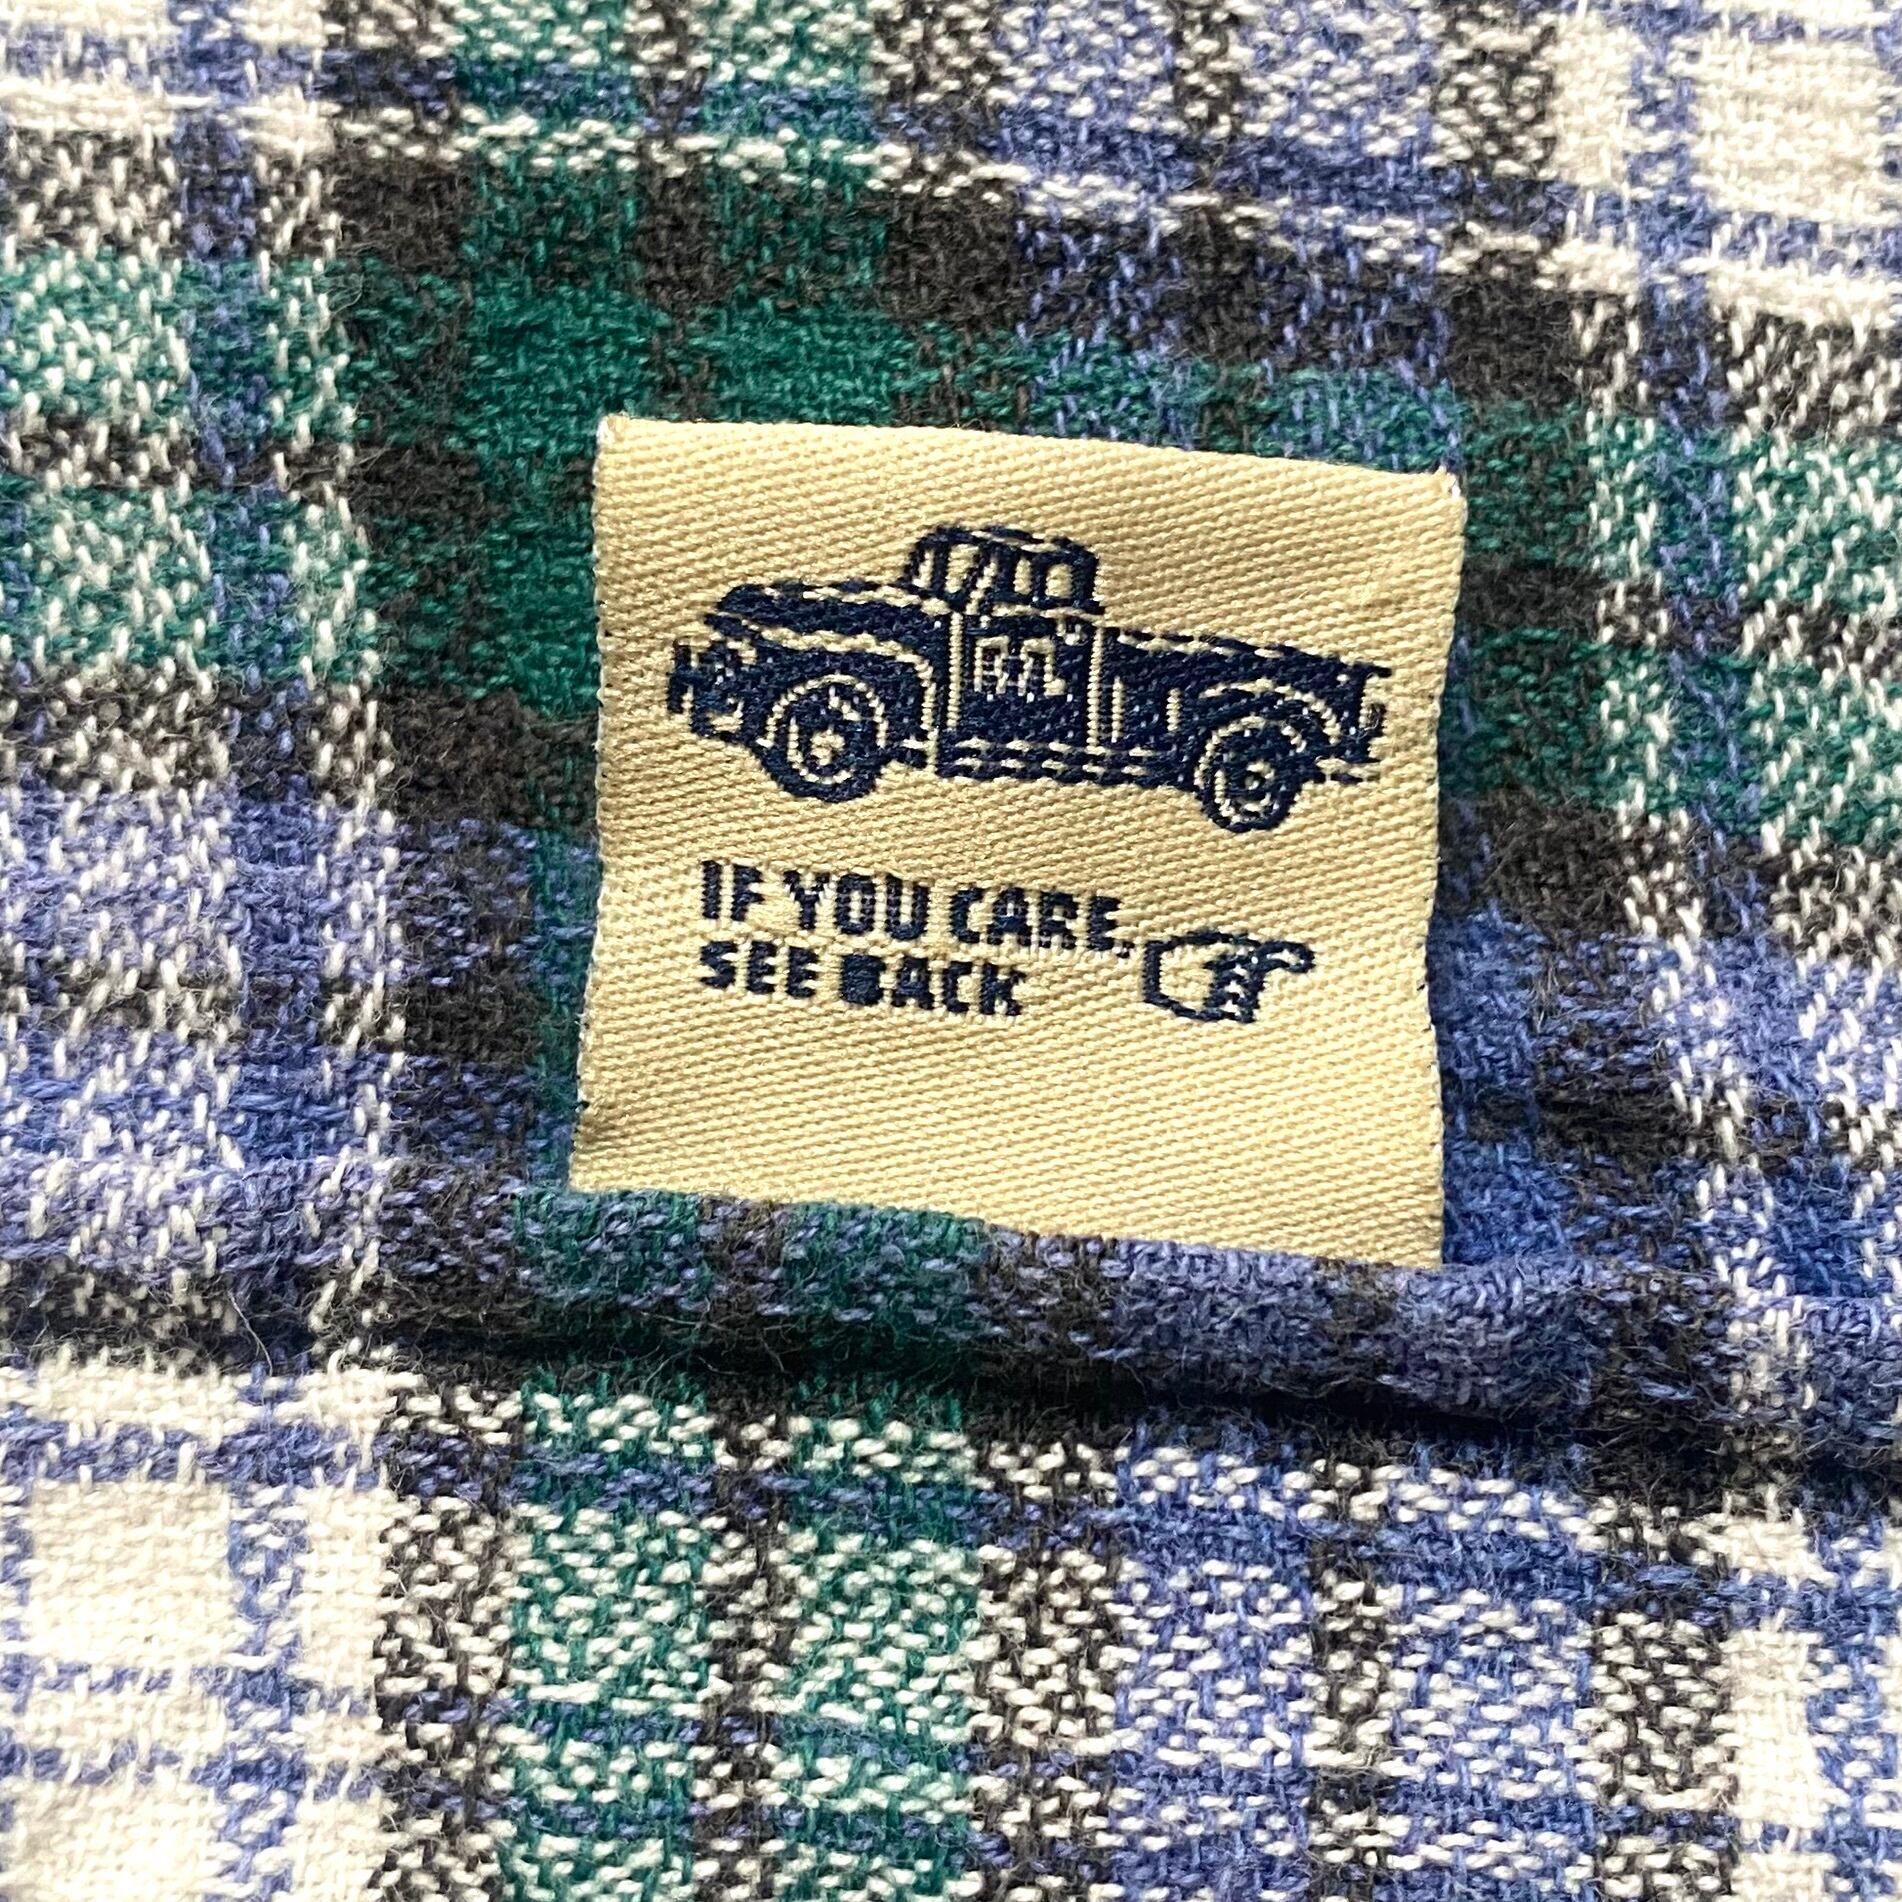 IF YOU CARE,
SEE BACK